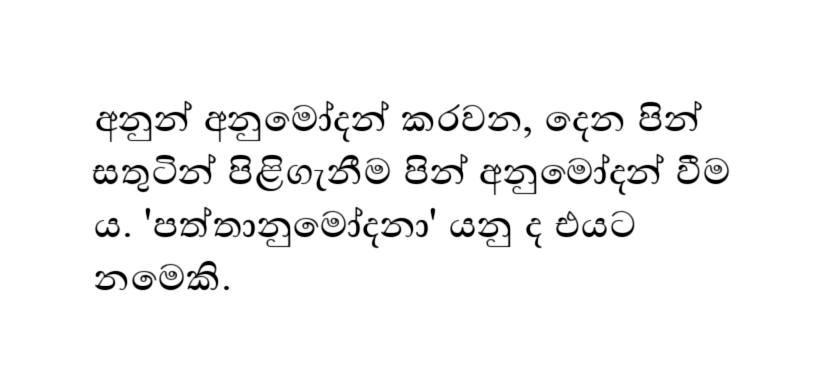 අනුන් අනුමෝදන් කරවන, දෙන පින්
සතුටින් පිළිගැනීම පින් අනුමෝදන් වීම
ය. 'පත්තානුමෝදනා' යනු ද එයට
නමෙකි.